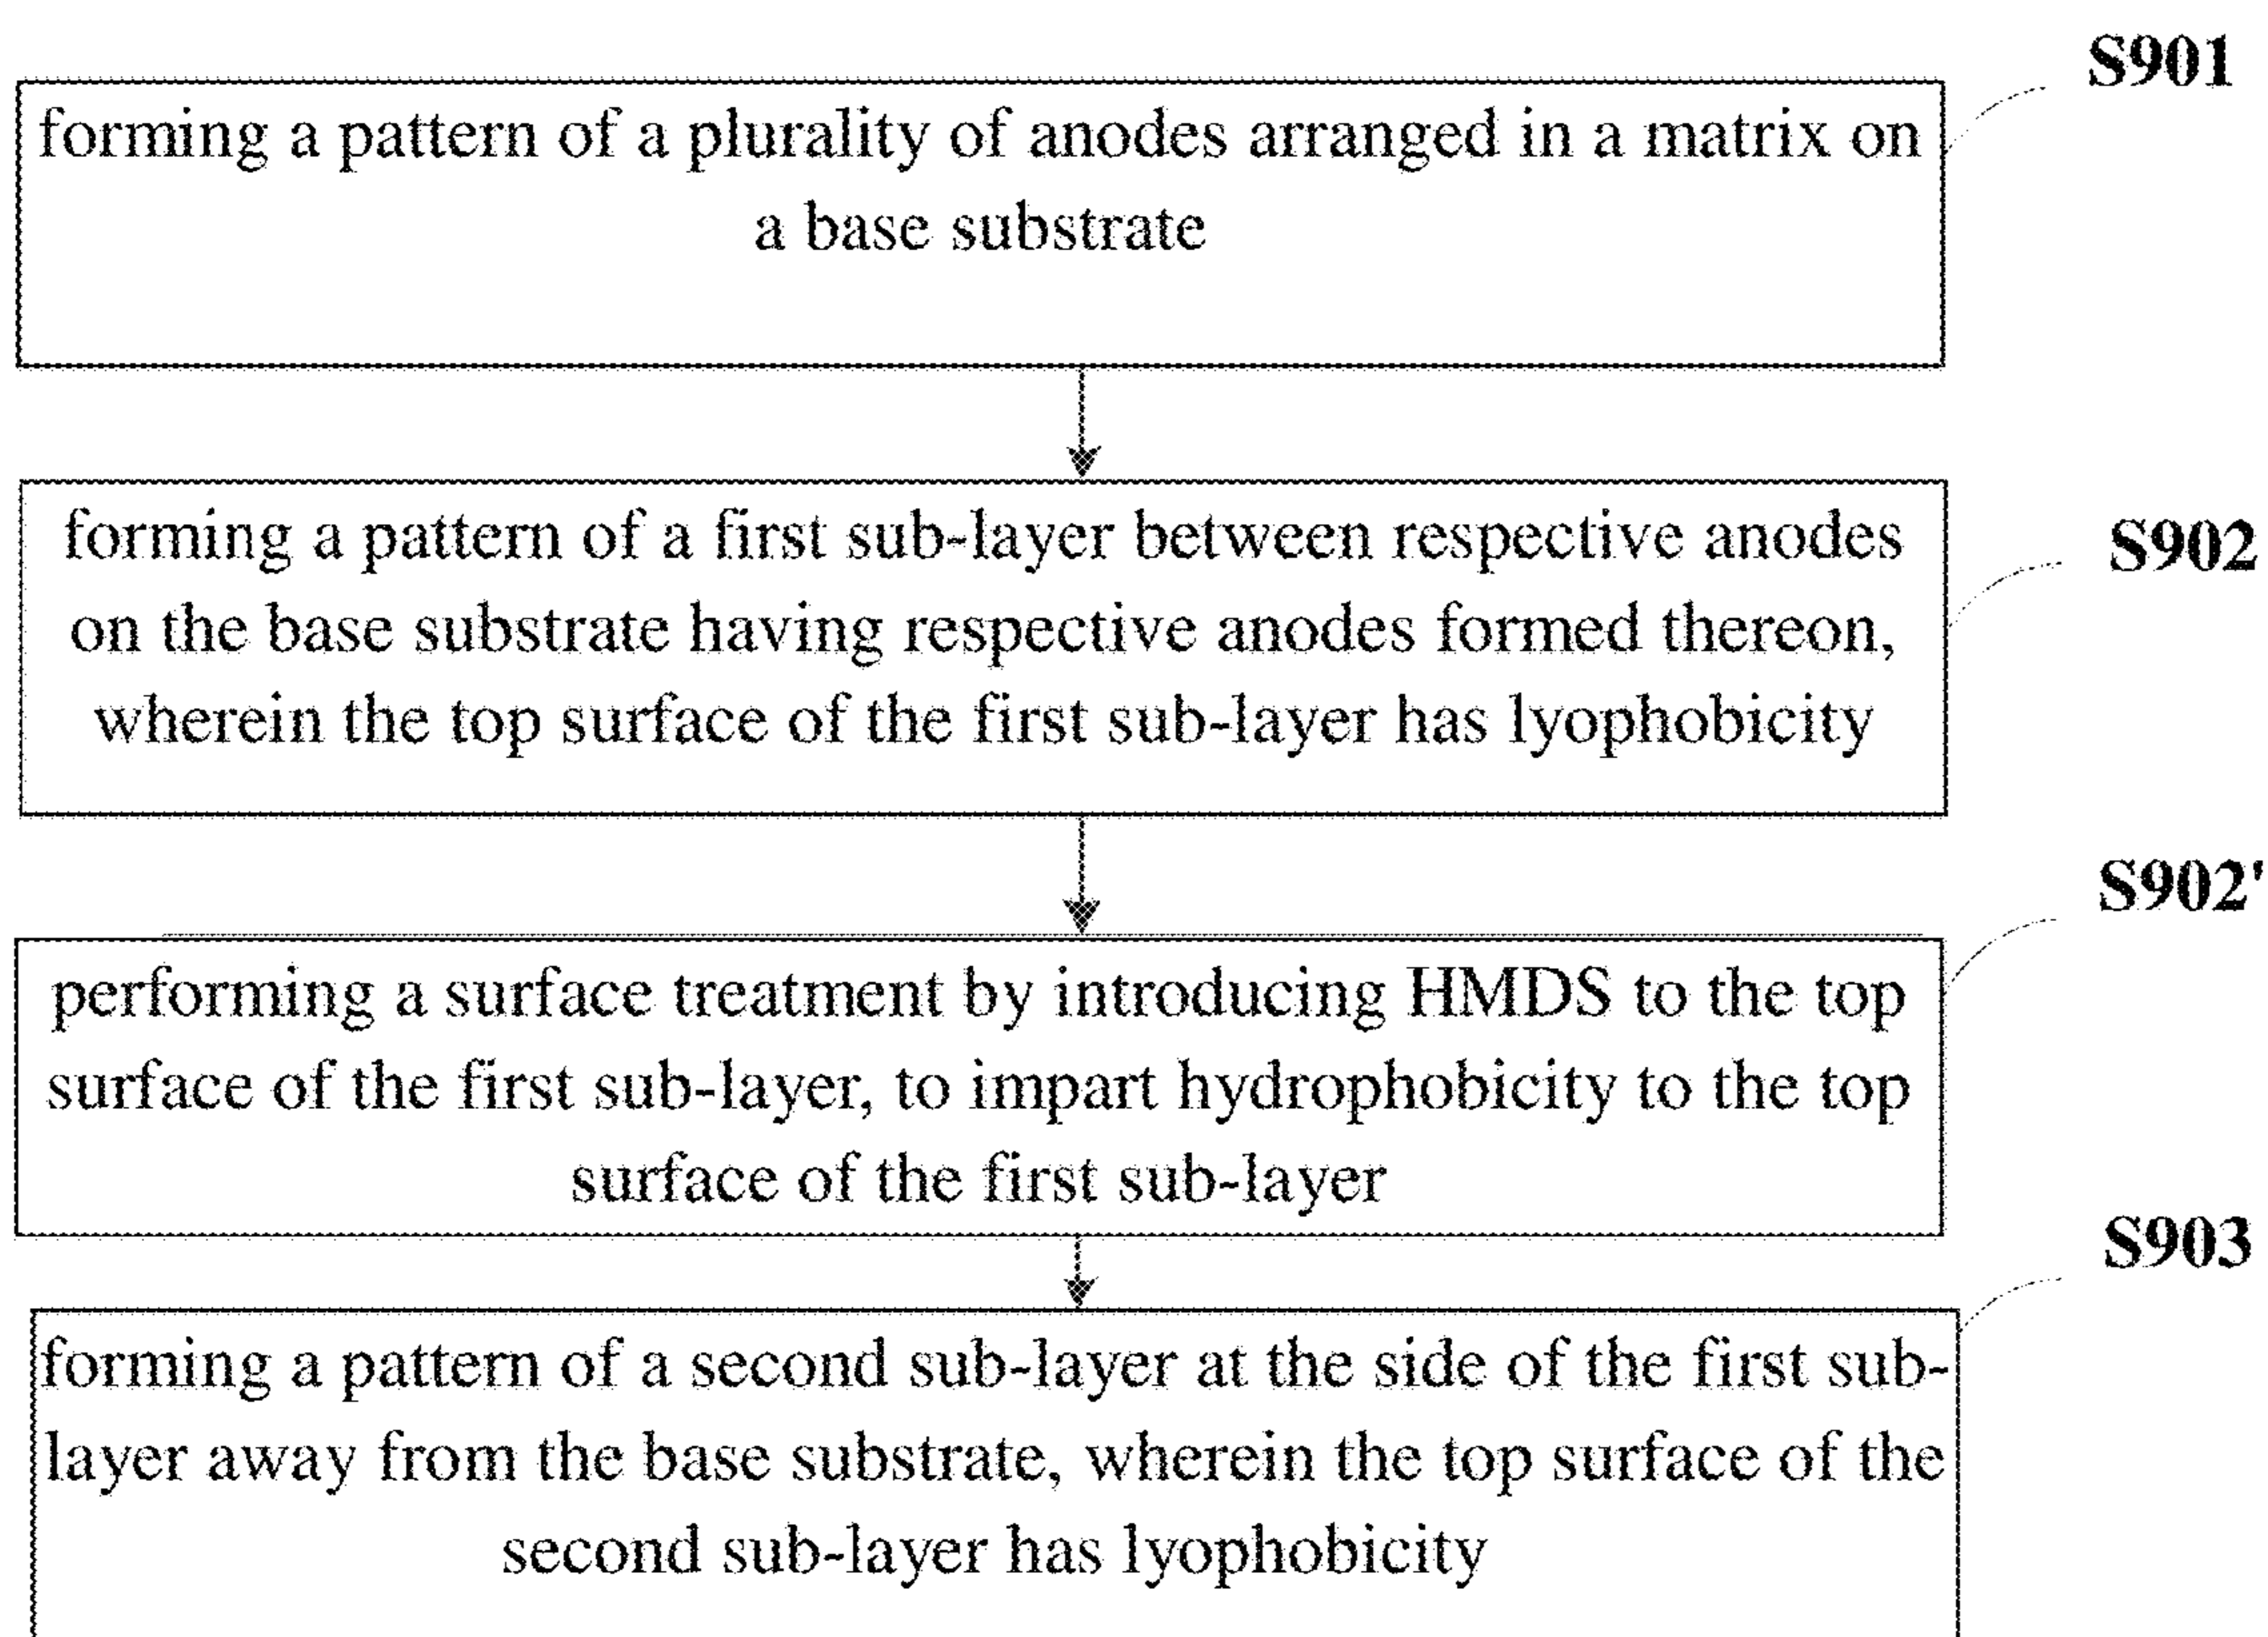 S901
forming a pattern of a plurality of anodes arranged in a matrix on
a base substrate
forming a pattern of a first sub-layer between respective anodes
S902
on the base substrate having respective anodes formed thereon,
wherein the top surface of the first sub-layer has lyophobicity
S902'
performing a surface treatment by introducing HMDS to the top
surface of the first sub-layer, to impart hydrophobicity to the top
surface of the first sub-layer
S903
forming a pattern of a second sub-layer at the side of the first sub-
layer away from the base substrate, wherein the top surface of the
second sub-layer has lyophobicity